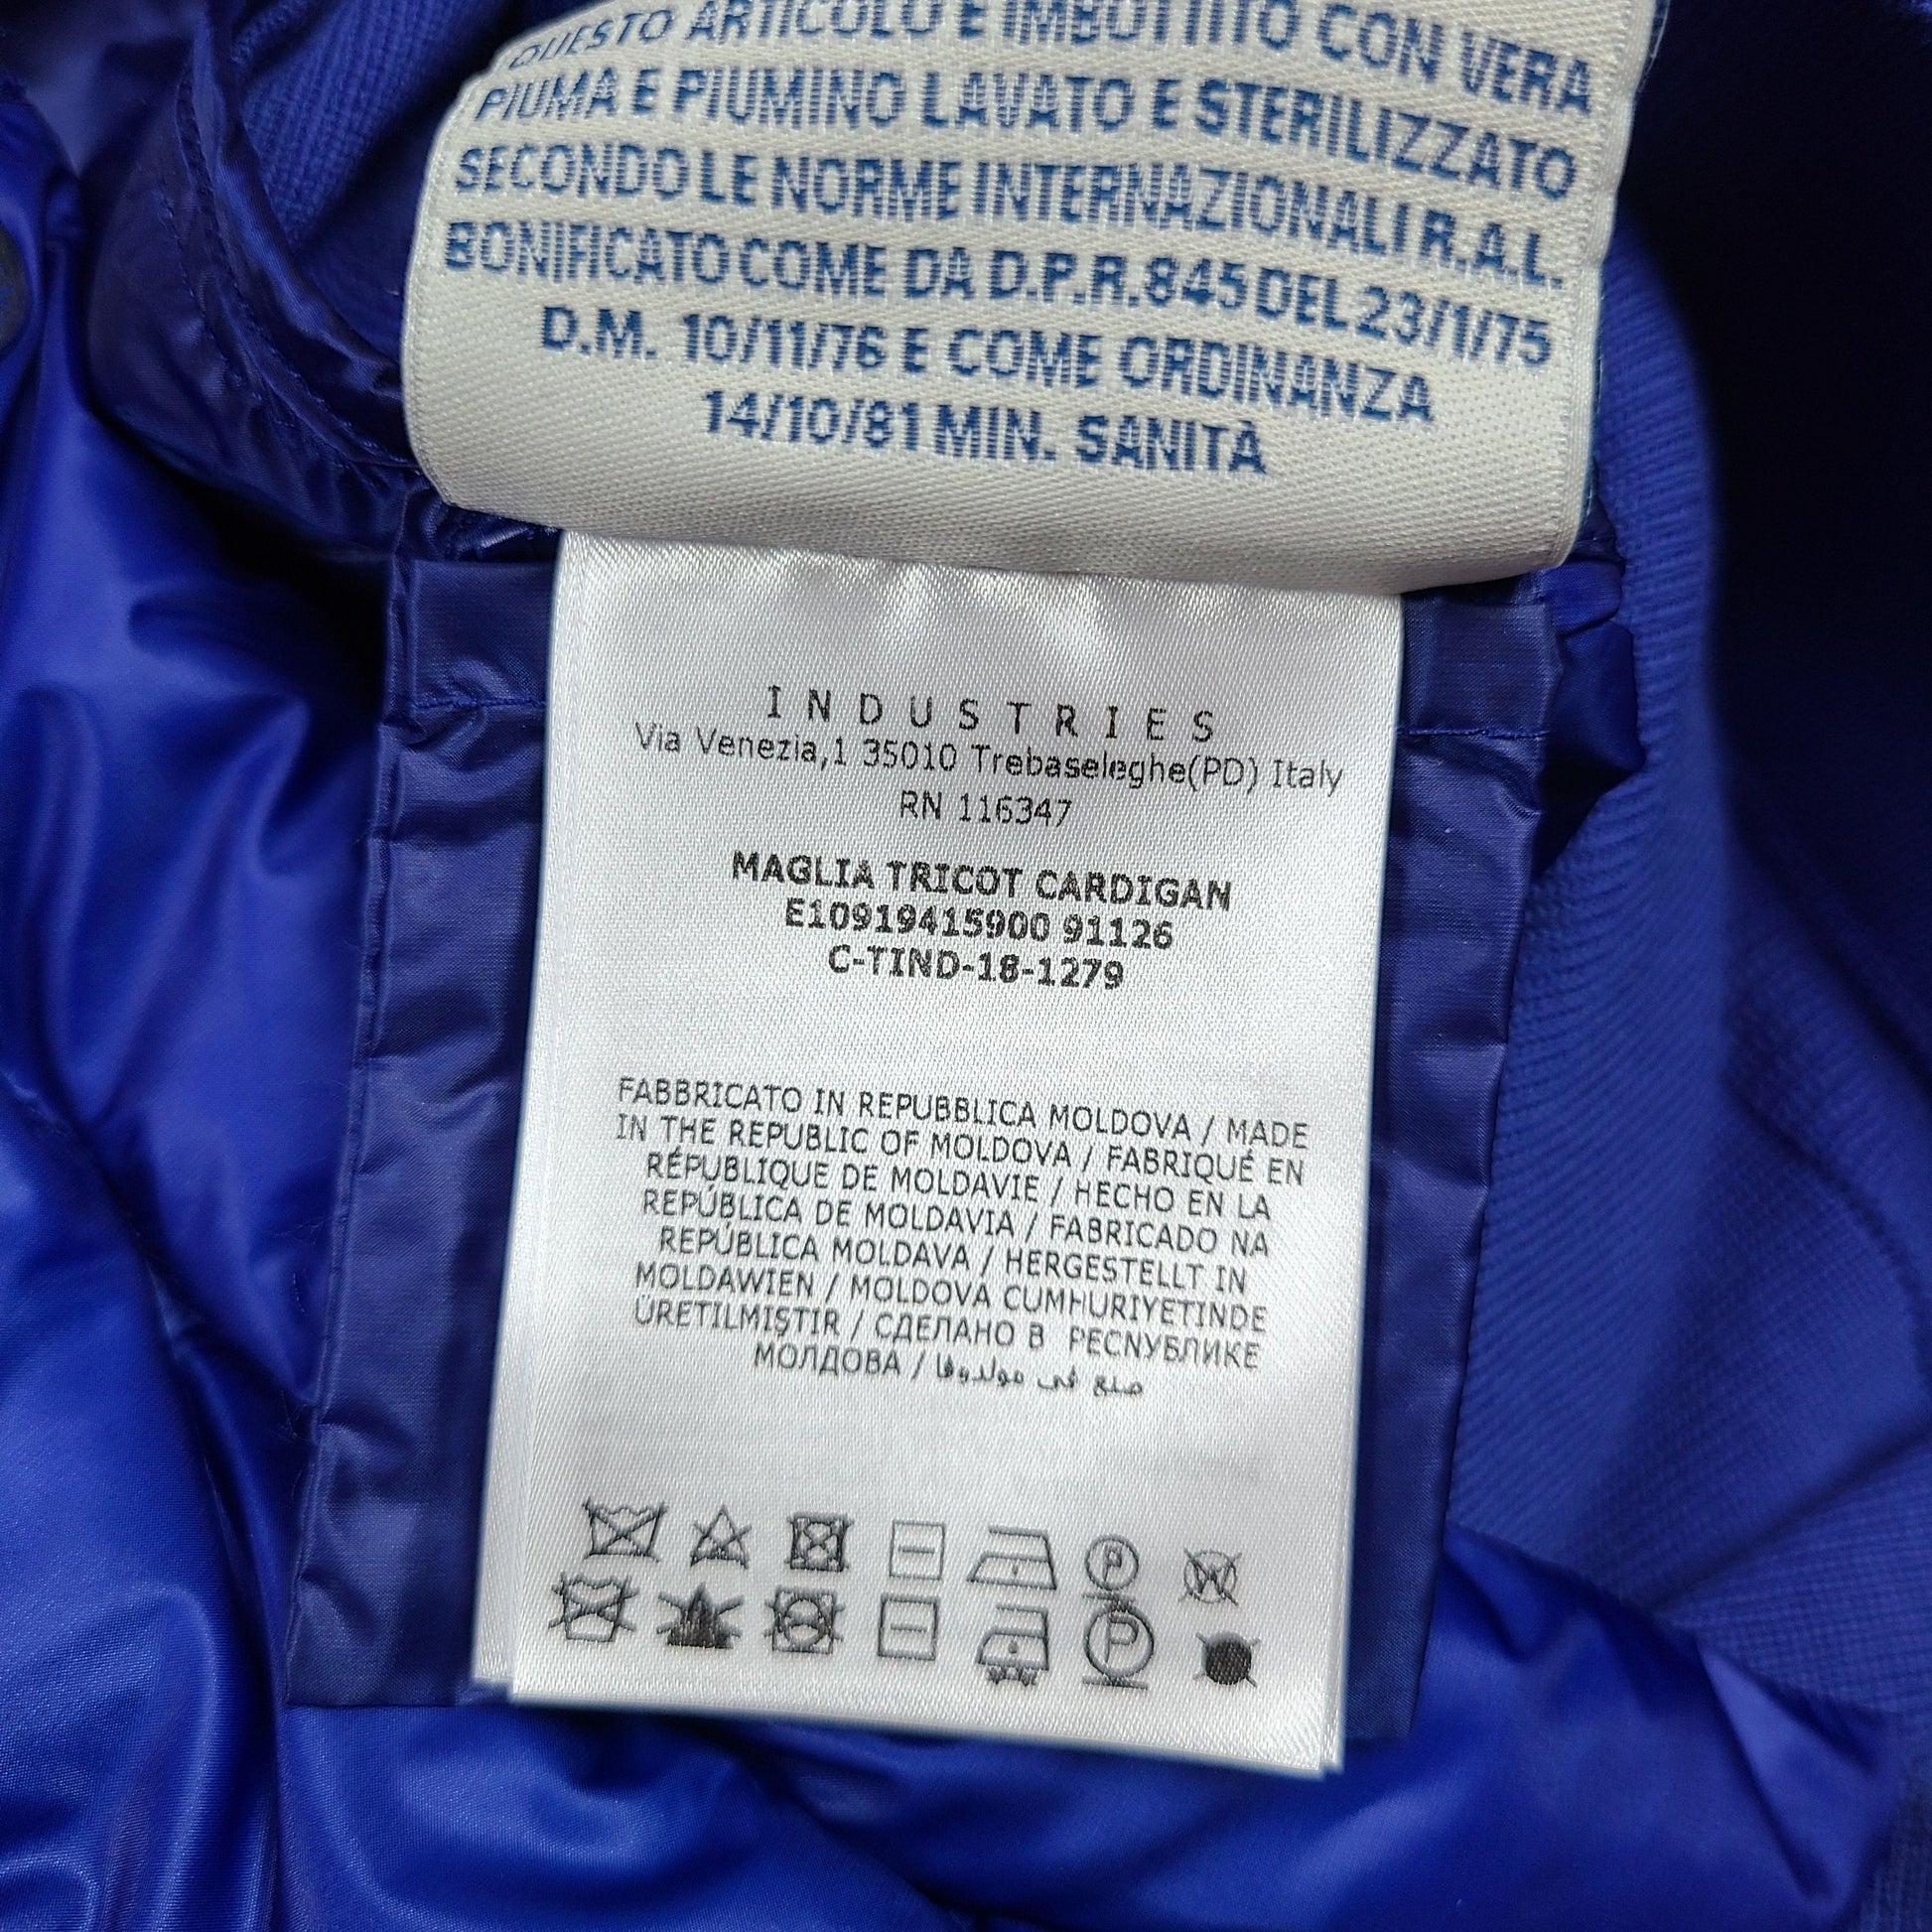 QUESTO ARTICOLO E IMBOTTITO CON VERA
PIUMA E PIUMINO LAVATO E STERILIZZATO
SECONDO LE NORME INTERNAZIONALI R.A.L.
BONIFICATO COME DA D.P.R. 845 DEL 23/1/75
D.M. 10/11/76 E COME ORDINANZA
14/10/81 MIN. SANITÀ
INDUSTRIES
Via Venezia,1 35010 Trebaseleghe(PD) Italy
RN 116347
MAGLIA TRICOT CARDIGAN
E10919415900 91126
C-TIND-18-1279
FABBRICATO IN REPUBBLICA MOLDOVA / MADE
IN THE REPUBLIC OF MOLDOVA / FABRIQUÉ EN
RÉPUBLIQUE DE MOLDAVIE / HECHO EN LA
REPÚBLICA DE MOLDAVIA / FABRICADO NA
REPÚBLICA MOLDAVA / HERGESTELLT IN
MOLDAWIEN / MOLDOVA CUMHURIYETINDE
ÜRETILMIŞTIR / СДЕЛАНО В РЕСПУБЛИКЕ
МОЛДОВА / صنع في مولدوفا
P W
P